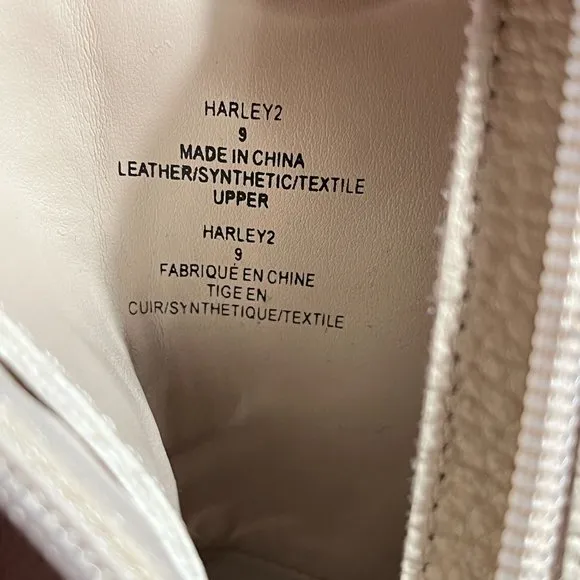 HARLEY2
9
MADE IN CHINA
LEATHER/SYNTHETIC/TEXTILE
UPPER
HARLEY2
9
FABRIQUÉ EN CHINE
TIGE EN
CUIR/SYNTHETIQUE/TEXTILE